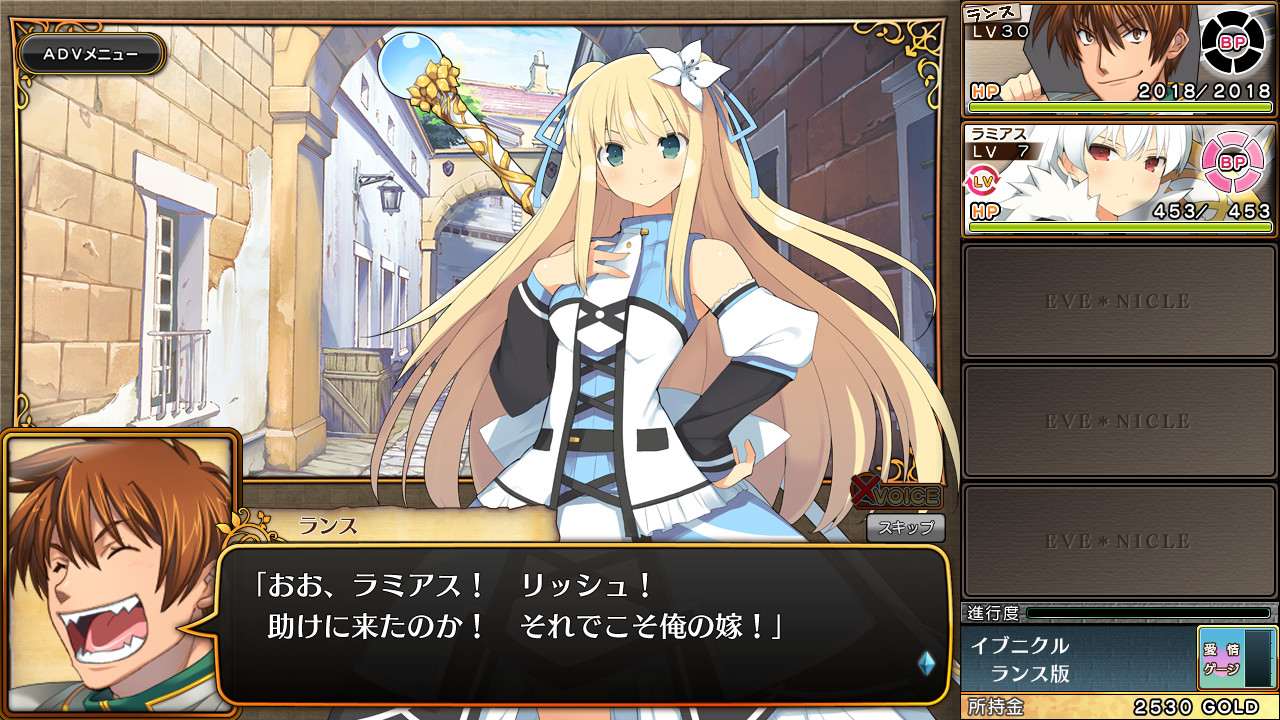 ADVメニュー
ランス
「おお、ラミアス！　リッシュ！
助けに来たのか！　それでこそ俺の嫁！」
VOICE
スキップ
ランス
LV30
BP
HP
2018/2018
ラミアス
LV 7
LV
BP
HP
453/ 453
EVE＊NICLE
EVE＊NICLE
EVE＊NICLE
進行度
イブニクル
ランス版
愛情
ゲージ
所持金
2530 GOLD